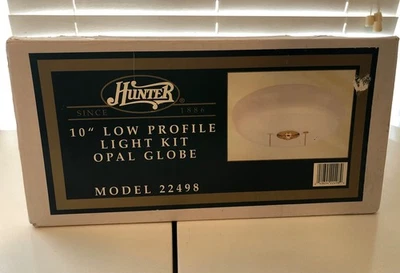 HUNTER®
SINCE 1886
10" LOW PROFILE
LIGHT KIT
OPAL GLOBE
MODEL 22498